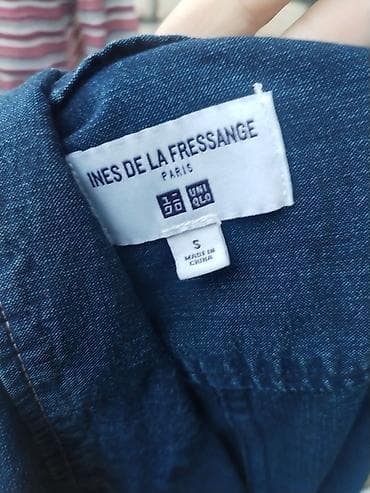 INES DE LA FRESSANGE
PARIS
ユニ
クロ
UNI
QLO
S
MADE IN
CHINA